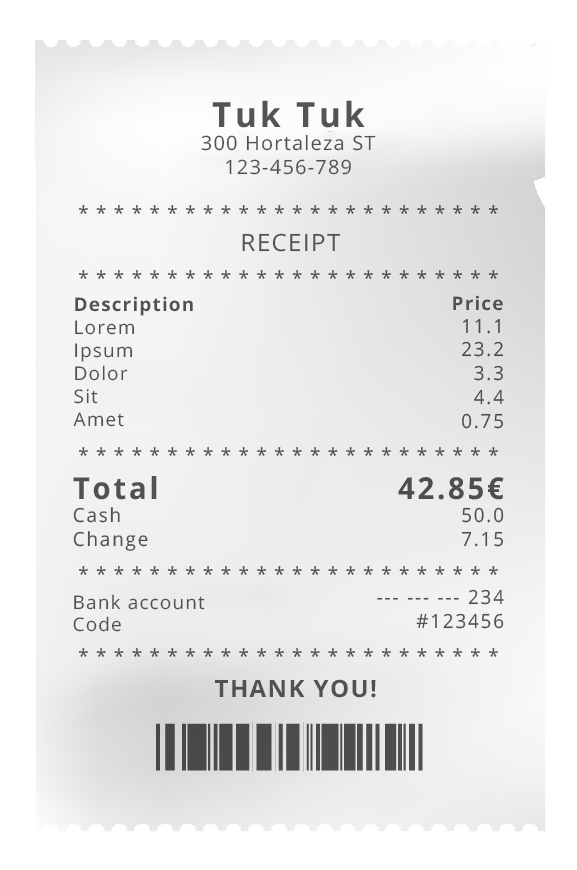 Tuk Tuk
300 Hortaleza ST
123-456-789
* * * * * * * * * * * * * * * * * * * * * * * *
RECEIPT
* * * * * * * * * * * * * * * * * * * * * * * *
Description Price
Lorem 11.1
Ipsum 23.2
Dolor 3.3
Sit 4.4
Amet 0.75
* * * * * * * * * * * * * * * * * * * * * * * *
Total 42.85€
Cash 50.0
Change 7.15
* * * * * * * * * * * * * * * * * * * * * * * *
Bank account --- --- --- 234
Code #123456
* * * * * * * * * * * * * * * * * * * * * * * *
THANK YOU!